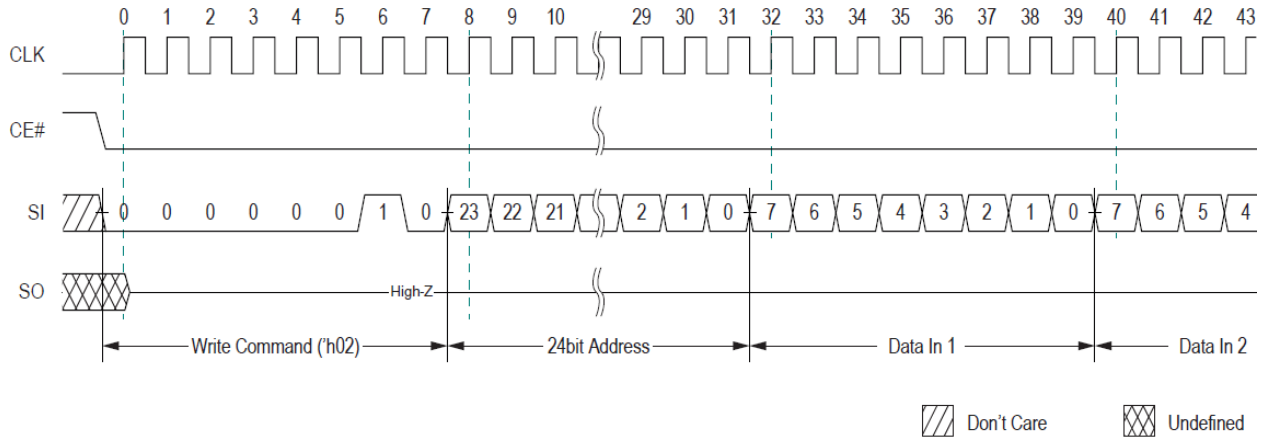 0 1 2 3 4 5 6 7 8 9 10 29 30 31 32 33 34 35 36 37 38 39 40 41 42 43
CLK
CE#
SI 0 0 0 0 0 0 1 0 23 22 21 2 1 0 7 6 5 4 3 2 1 0 7 6 5 4
SO High-Z
Write Command ('h02) 24bit Address Data In 1 Data In 2
Don't Care Undefined